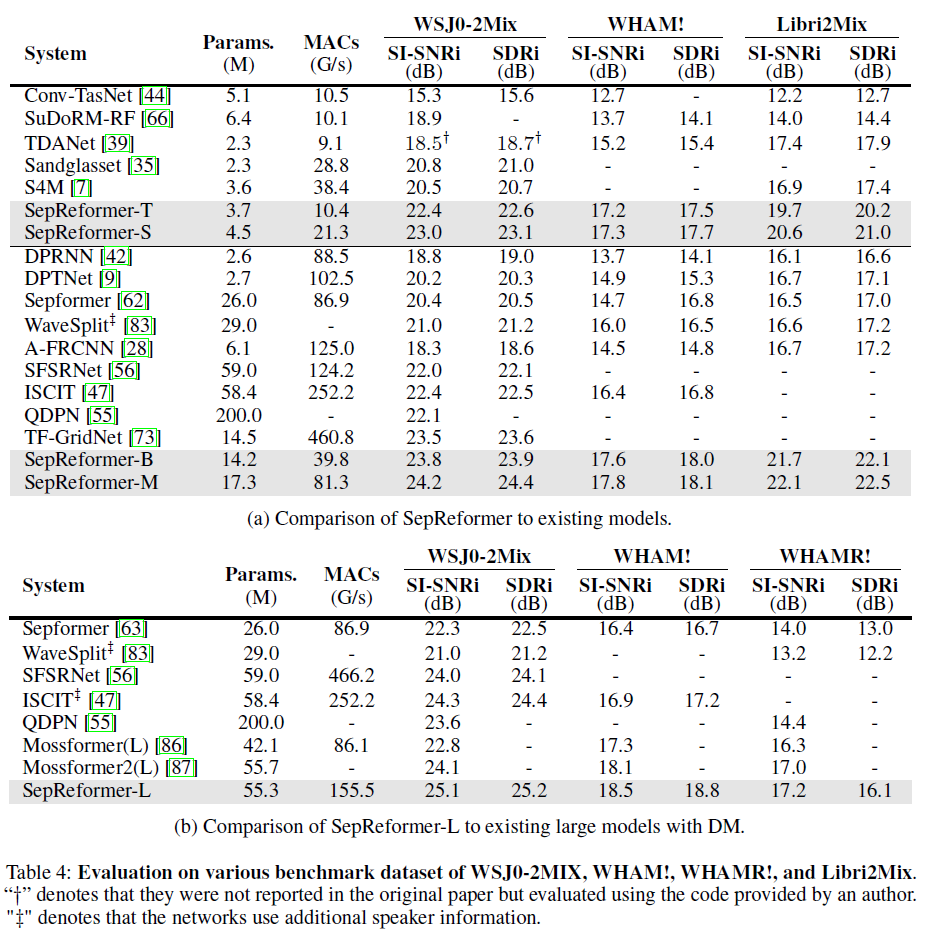 WSJ0-2Mix WHAM! Libri2Mix
System Params. (M) MACs (G/s) SI-SNRi (dB) SDRi (dB) SI-SNRi (dB) SDRi (dB) SI-SNRi (dB) SDRi (dB)
Conv-TasNet [44] 5.1 10.5 15.3 15.6 12.7 - 12.2 12.7
SuDoRM-RF [66] 6.4 10.1 18.9 - 13.7 14.1 14.0 14.4
TDANet [39] 2.3 9.1 18.5† 18.7† 15.2 15.4 17.4 17.9
Sandglasset [35] 2.3 28.8 20.8 21.0 - - - -
S4M [7] 3.6 38.4 20.5 20.7 - - 16.9 17.4
SepReformer-T 3.7 10.4 22.4 22.6 17.2 17.5 19.7 20.2
SepReformer-S 4.5 21.3 23.0 23.1 17.3 17.7 20.6 21.0
DPRNN [42] 2.6 88.5 18.8 19.0 13.7 14.1 16.1 16.6
DPTNet [9] 2.7 102.5 20.2 20.3 14.9 15.3 16.7 17.1
Sepformer [62] 26.0 86.9 20.4 20.5 14.7 16.8 16.5 17.0
WaveSplit‡ [83] 29.0 - 21.0 21.2 16.0 16.5 16.6 17.2
A-FRCNN [28] 6.1 125.0 18.3 18.6 14.5 14.8 16.7 17.2
SFSRNet [56] 59.0 124.2 22.0 22.1 - - - -
ISCIT [47] 58.4 252.2 22.4 22.5 16.4 16.8 - -
QDPN [55] 200.0 - 22.1 - - - - -
TF-GridNet [73] 14.5 460.8 23.5 23.6 - - - -
SepReformer-B 14.2 39.8 23.8 23.9 17.6 18.0 21.7 22.1
SepReformer-M 17.3 81.3 24.2 24.4 17.8 18.1 22.1 22.5
(a) Comparison of SepReformer to existing models.
WSJ0-2Mix WHAM! WHAMR!
System Params. (M) MACs (G/s) SI-SNRi (dB) SDRi (dB) SI-SNRi (dB) SDRi (dB) SI-SNRi (dB) SDRi (dB)
Sepformer [63] 26.0 86.9 22.3 22.5 16.4 16.7 14.0 13.0
WaveSplit‡ [83] 29.0 - 21.0 21.2 - - 13.2 12.2
SFSRNet [56] 59.0 466.2 24.0 24.1 - - - -
ISCIT‡ [47] 58.4 252.2 24.3 24.4 16.9 17.2 - -
QDPN [55] 200.0 - 23.6 - - - 14.4 -
Mossformer(L) [86] 42.1 86.1 22.8 - 17.3 - 16.3 -
Mossformer2(L) [87] 55.7 - 24.1 - 18.1 - 17.0 -
SepReformer-L 55.3 155.5 25.1 25.2 18.5 18.8 17.2 16.1
(b) Comparison of SepReformer-L to existing large models with DM.
Table 4: Evaluation on various benchmark dataset of WSJ0-2MIX, WHAM!, WHAMR!, and Libri2Mix.
“†” denotes that they were not reported in the original paper but evaluated using the code provided by an author.
"‡" denotes that the networks use additional speaker information.